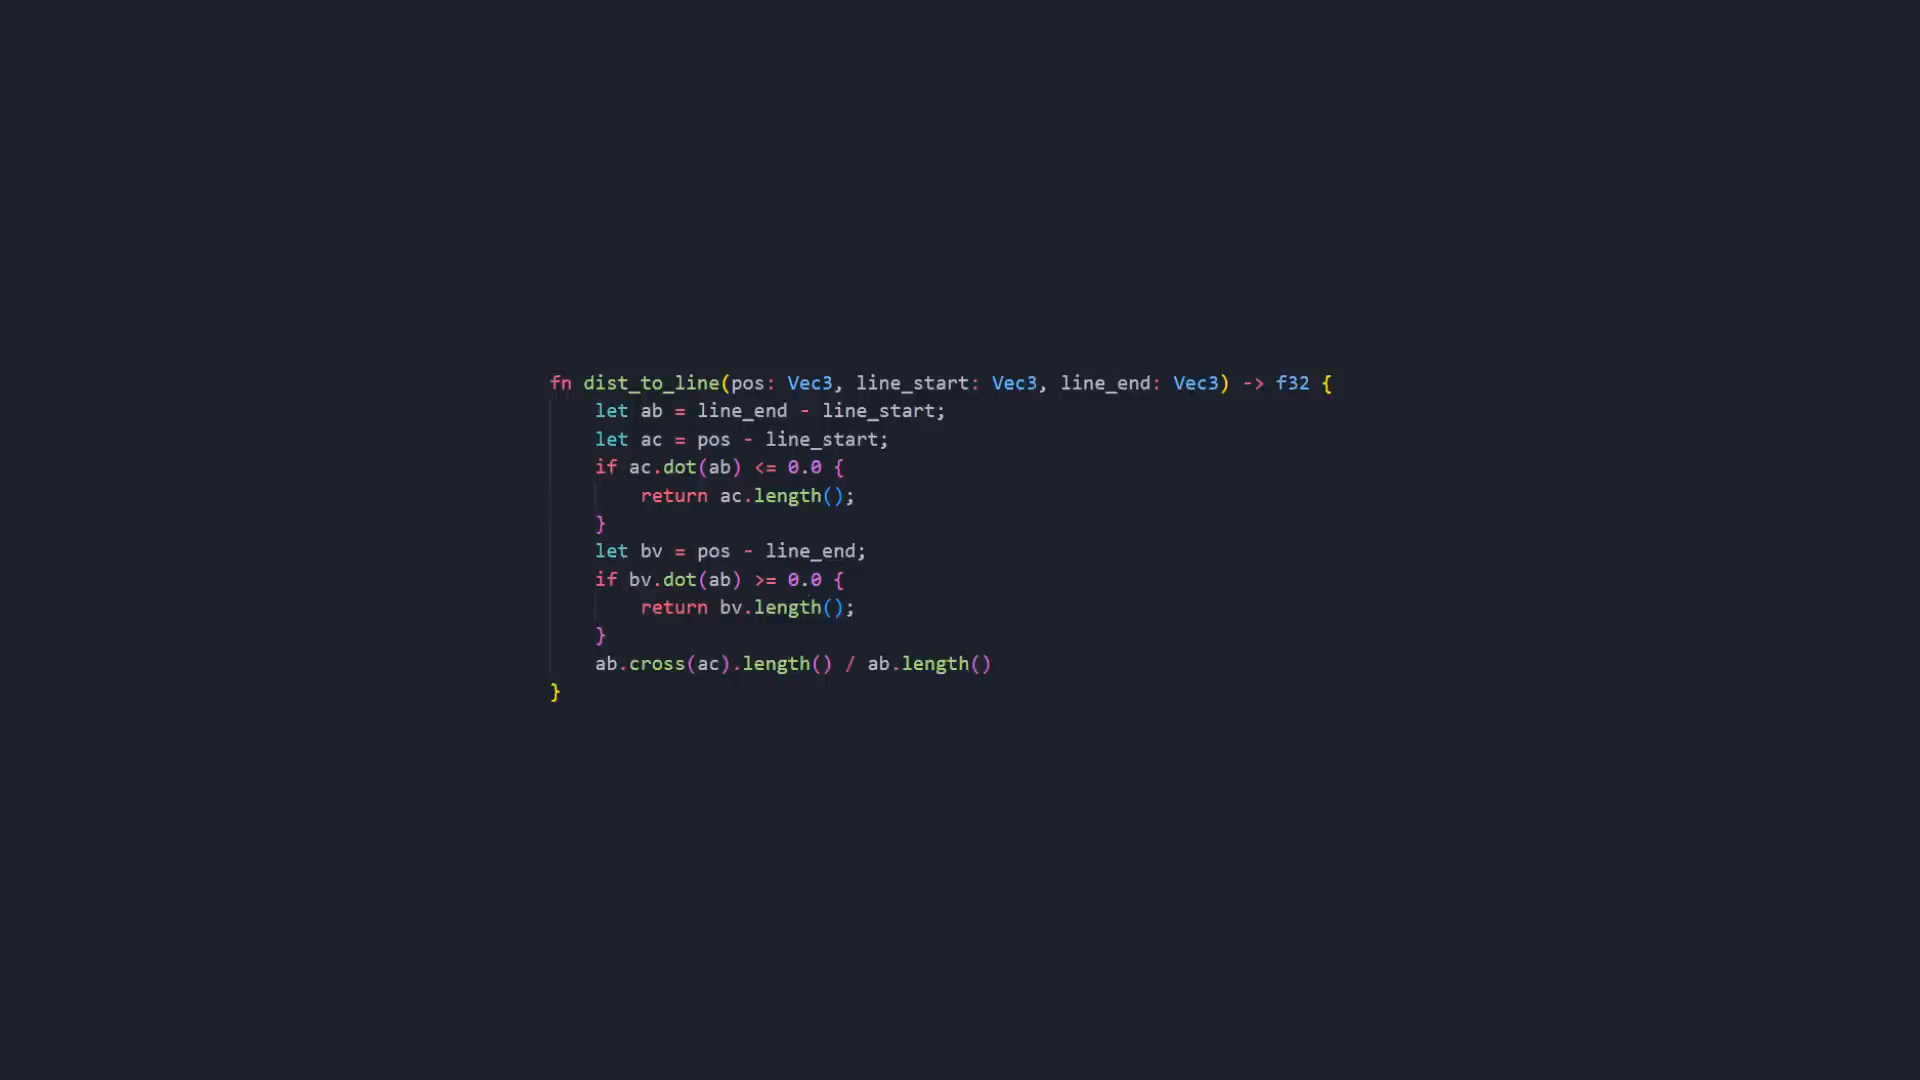 fn dist_to_line(pos: Vec3, line_start: Vec3, line_end: Vec3) -> f32 {
    let ab = line_end - line_start;
    let ac = pos - line_start;
    if ac.dot(ab) <= 0.0 {
        return ac.length();
    }
    let bv = pos - line_end;
    if bv.dot(ab) >= 0.0 {
        return bv.length();
    }
    ab.cross(ac).length() / ab.length()
}